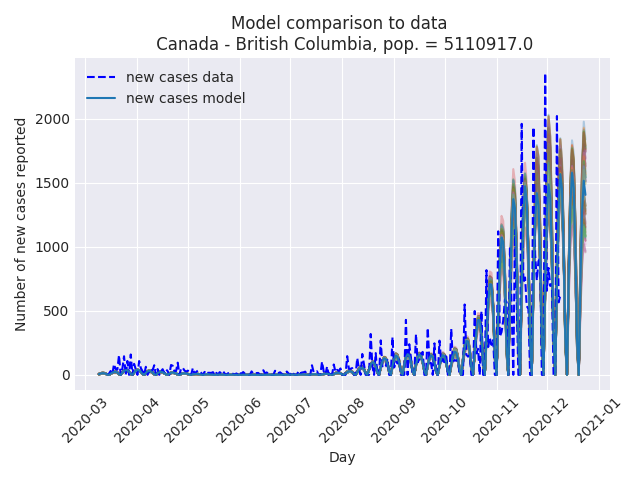 Model comparison to data
Canada - British Columbia, pop. = 5110917.0
new cases data
new cases model
Number of new cases reported
2000
1500
1000
500
0
2020-03
2020-04
2020-05
2020-06
2020-07
2020-08
2020-09
2020-10
2020-11
2020-12
2021-01
Day